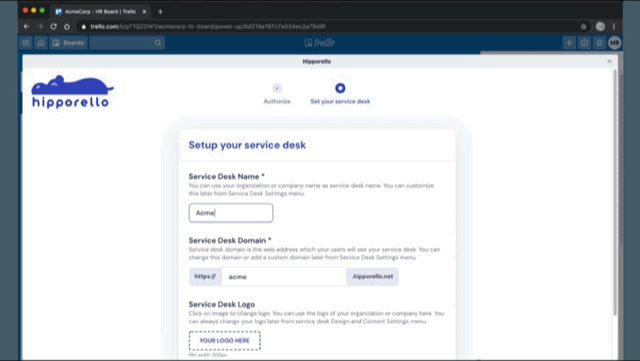 AcmeCorp - HR Board | Trello
trello.com/b/pT1QZGW1/acmecorp-hr-board/power-up/5d218a187c7e034ec2e79d9f
Boards
Trello
MB
Hipporello
hipporello
Authorize
Set your service desk
Setup your service desk
Service Desk Name *
You can use your organization or company name as service desk name. You can customize
this later from Service Desk Settings menu.
Acme
Service Desk Domain *
Service desk domain is the web address which your users will see your service desk. You can
change this domain or add a custom domain later from Service Desk Settings menu.
https:// acme .hipporello.net
Service Desk Logo
Click on image to change logo. You can use the logo of your organization or company here. You
can always change your logo later from service desk Design and Content Settings menu.
YOUR LOGO HERE
Min width: 200px